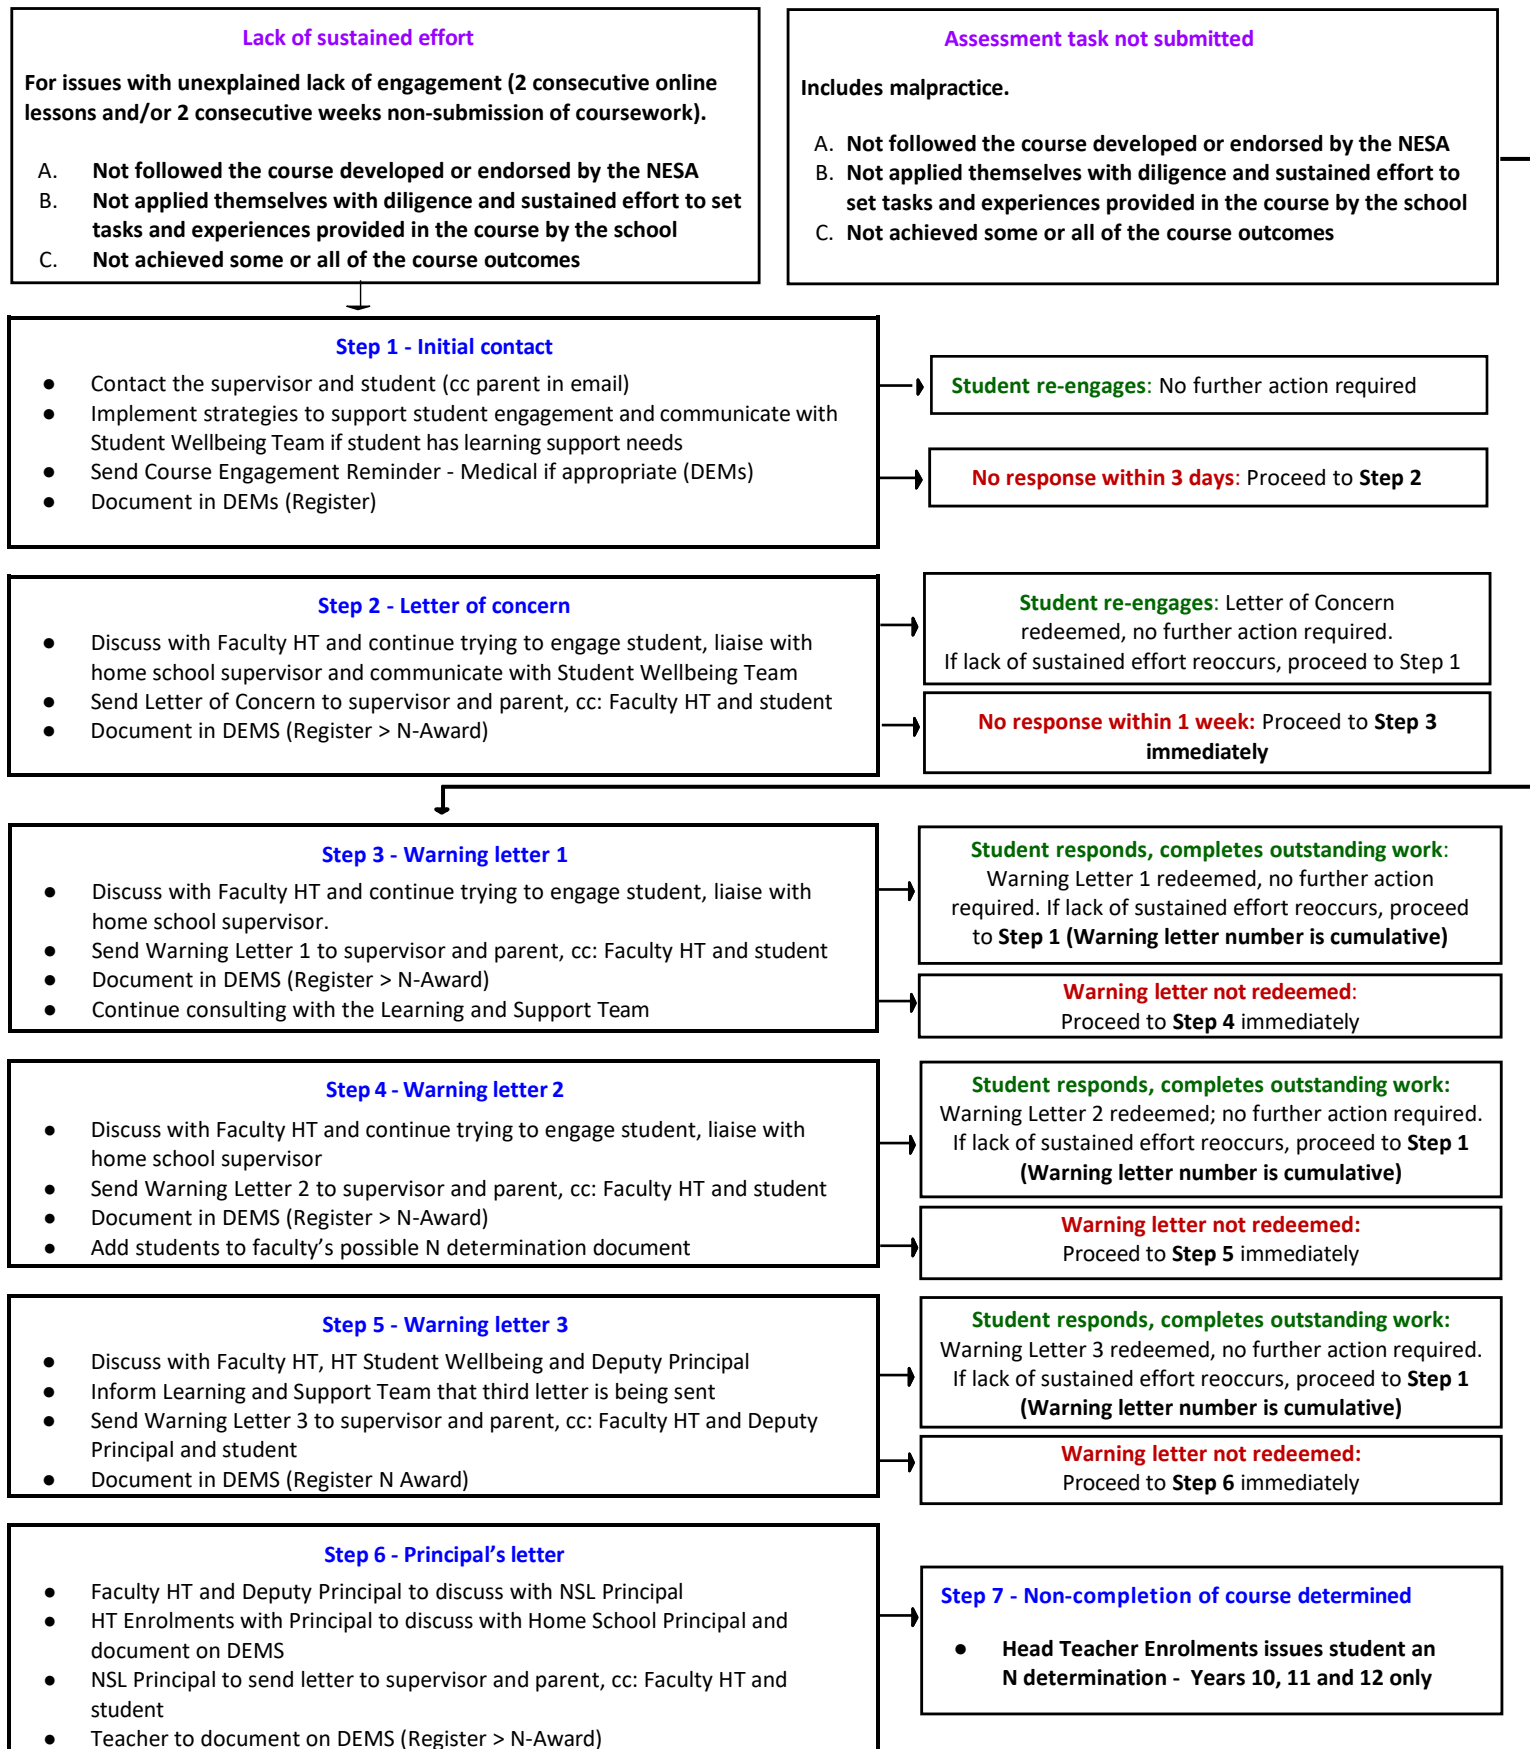 Lack of sustained effort
For issues with unexplained lack of engagement (2 consecutive online
lessons and/or 2 consecutive weeks non-submission of coursework).
A. Not followed the course developed or endorsed by the NESA
B. Not applied themselves with diligence and sustained effort to set
tasks and experiences provided in the course by the school
C. Not achieved some or all of the course outcomes
Assessment task not submitted
Includes malpractice.
A. Not followed the course developed or endorsed by the NESA
B. Not applied themselves with diligence and sustained effort to
set tasks and experiences provided in the course by the school
C. Not achieved some or all of the course outcomes
Step 1 - Initial contact
● Contact the supervisor and student (cc parent in email)
● Implement strategies to support student engagement and communicate with
Student Wellbeing Team if student has learning support needs
● Send Course Engagement Reminder - Medical if appropriate (DEMs)
● Document in DEMs (Register)
Student re-engages: No further action required
No response within 3 days: Proceed to Step 2
Step 2 - Letter of concern
● Discuss with Faculty HT and continue trying to engage student, liaise with
home school supervisor and communicate with Student Wellbeing Team
● Send Letter of Concern to supervisor and parent, cc: Faculty HT and student
● Document in DEMS (Register > N-Award)
Student re-engages: Letter of Concern
redeemed, no further action required.
If lack of sustained effort reoccurs, proceed to Step 1
No response within 1 week: Proceed to Step 3
immediately
Step 3 - Warning letter 1
● Discuss with Faculty HT and continue trying to engage student, liaise with
home school supervisor.
● Send Warning Letter 1 to supervisor and parent, cc: Faculty HT and student
● Document in DEMS (Register > N-Award)
● Continue consulting with the Learning and Support Team
Student responds, completes outstanding work:
Warning Letter 1 redeemed, no further action
required. If lack of sustained effort reoccurs, proceed
to Step 1 (Warning letter number is cumulative)
Warning letter not redeemed:
Proceed to Step 4 immediately
Step 4 - Warning letter 2
● Discuss with Faculty HT and continue trying to engage student, liaise with
home school supervisor
● Send Warning Letter 2 to supervisor and parent, cc: Faculty HT and student
● Document in DEMS (Register > N-Award)
● Add students to faculty’s possible N determination document
Student responds, completes outstanding work:
Warning Letter 2 redeemed; no further action required.
If lack of sustained effort reoccurs, proceed to Step 1
(Warning letter number is cumulative)
Warning letter not redeemed:
Proceed to Step 5 immediately
Step 5 - Warning letter 3
● Discuss with Faculty HT, HT Student Wellbeing and Deputy Principal
● Inform Learning and Support Team that third letter is being sent
● Send Warning Letter 3 to supervisor and parent, cc: Faculty HT and Deputy
Principal and student
● Document in DEMS (Register N Award)
Student responds, completes outstanding work:
Warning Letter 3 redeemed, no further action required.
If lack of sustained effort reoccurs, proceed to Step 1
(Warning letter number is cumulative)
Warning letter not redeemed:
Proceed to Step 6 immediately
Step 6 - Principal’s letter
● Faculty HT and Deputy Principal to discuss with NSL Principal
● HT Enrolments with Principal to discuss with Home School Principal and
document on DEMS
● NSL Principal to send letter to supervisor and parent, cc: Faculty HT and
student
● Teacher to document on DEMS (Register > N-Award)
Step 7 - Non-completion of course determined
● Head Teacher Enrolments issues student an
N determination - Years 10, 11 and 12 only